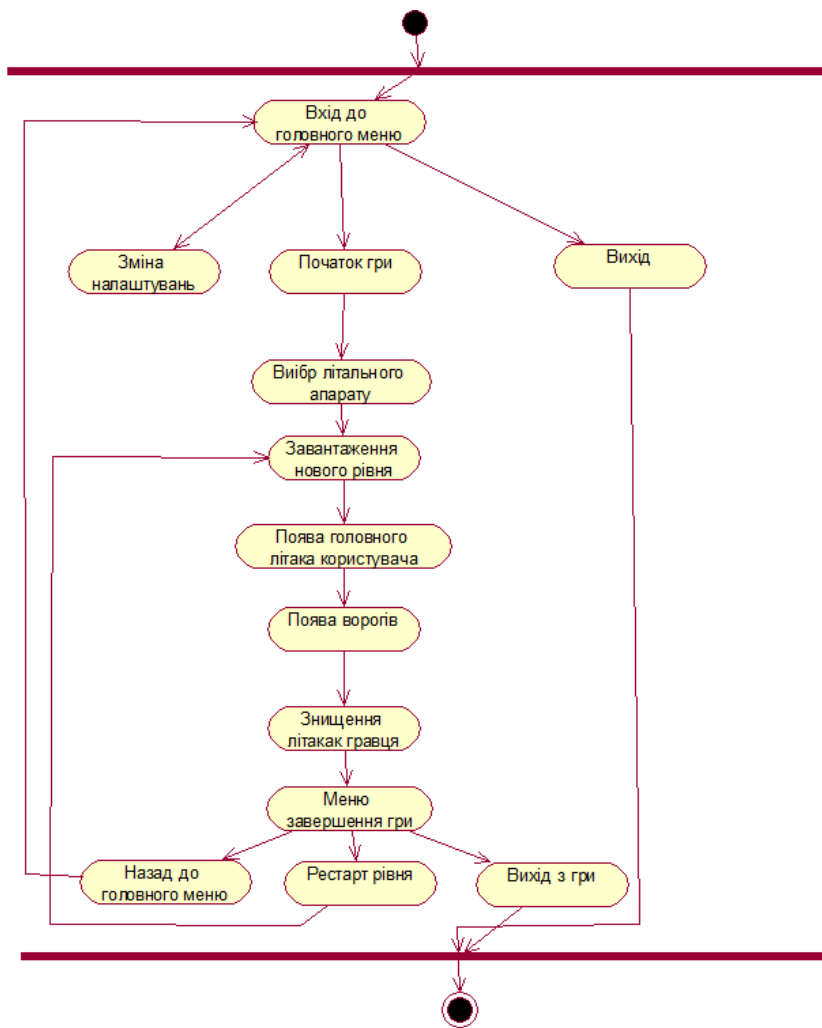 Вхід до
головного меню
Зміна
налаштувань
Початок гри
Вихід
Виібр літального
апарату
Завантаження
нового рівня
Поява головного
літака користувача
Поява ворогів
Знищення
літакак гравця
Меню
завершення гри
Назад до
головного меню
Рестарт рівня
Вихід з гри